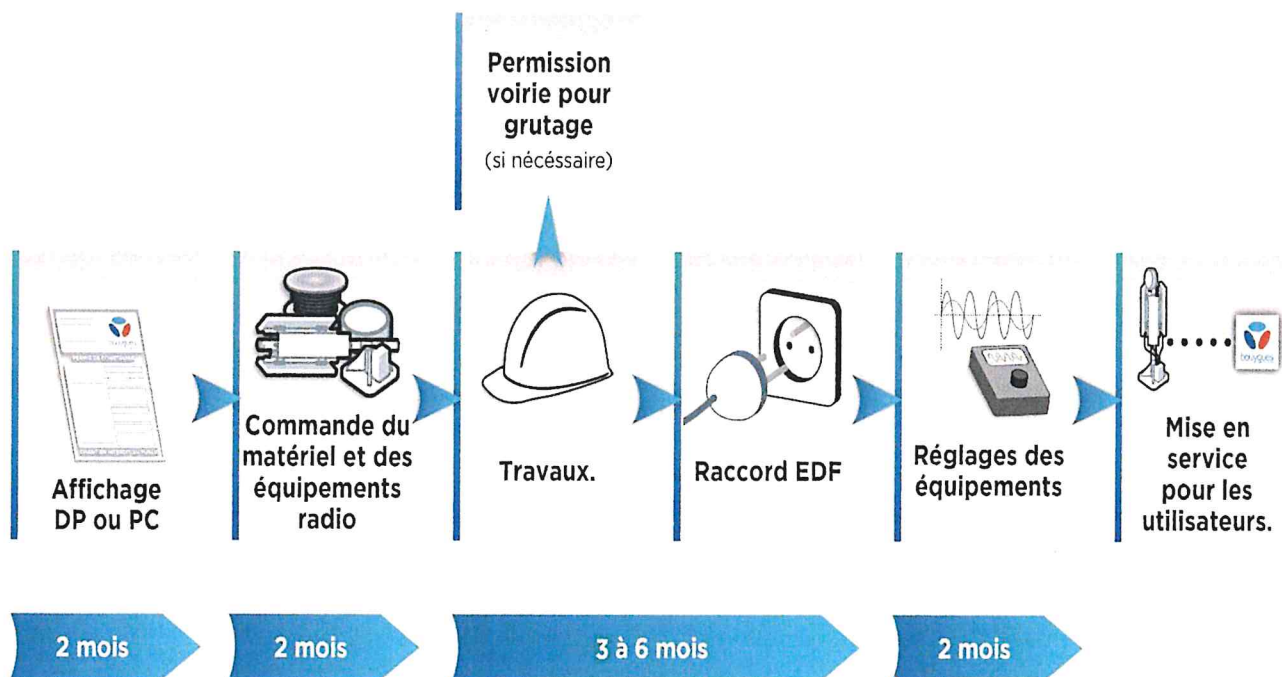 Permission
voirie pour
grutage
(si nécéssaire)
Affichage
DP ou PC
Commande du
matériel et des
équipements
radio
Travaux.
Raccord EDF
Réglages des
équipements
bouygues
Mise en
service
pour les
utilisateurs.
2 mois
2 mois
3 à 6 mois
2 mois